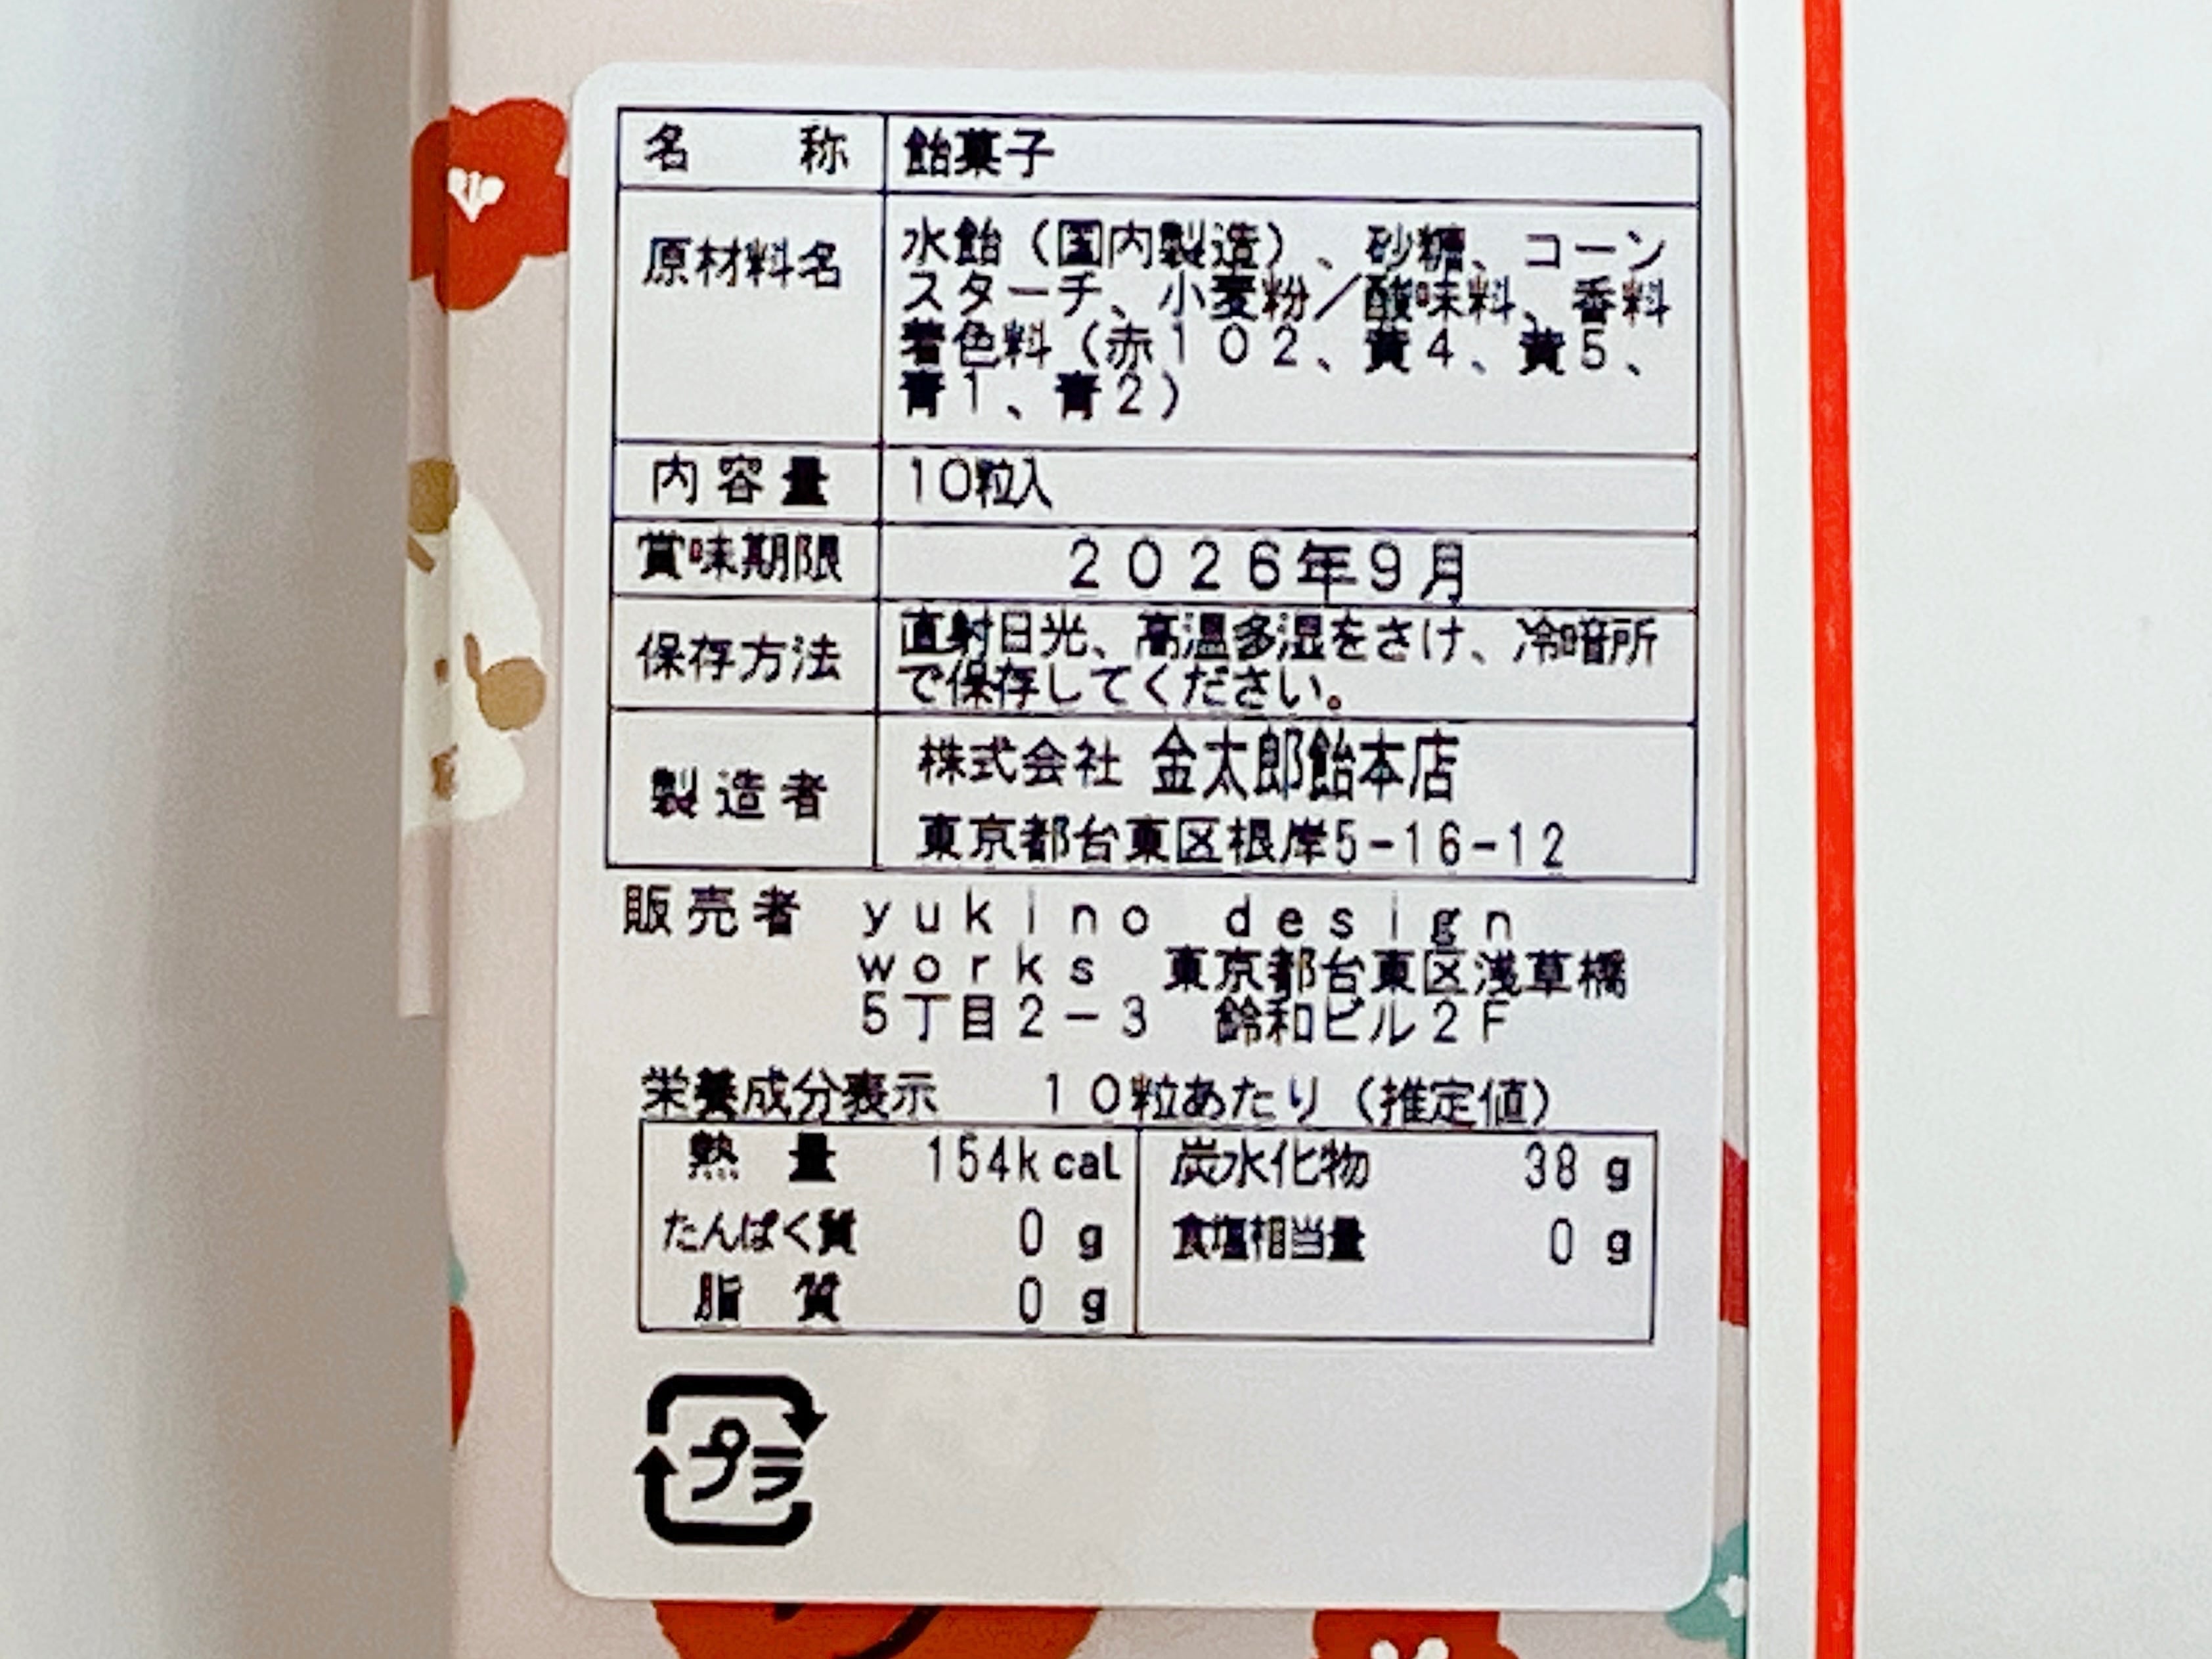 名称 飴菓子
原材料名 水飴（国内製造）、砂糖、コーン
スターチ、小麦粉／酸味料、香料
着色料（赤１０２、黄４、黄５、
青１、青２）
内容量 10粒入
賞味期限 ２０２６年９月
保存方法 直射日光、高温多湿をさけ、冷暗所
で保存してください。
製造者 株式会社 金太郎飴本店
東京都台東区根岸5-16-12
販売者 ｙｕｋｉｎｏ ｄｅｓｉｇｎ
ｗｏｒｋｓ 東京都台東区浅草橋
５丁目２－３ 鈴和ビル２Ｆ
栄養成分表示 １０粒あたり（推定値）
熱量 154kcal 炭水化物 38g
たんぱく質 0g 食塩相当量 0g
脂質 0g
プラ